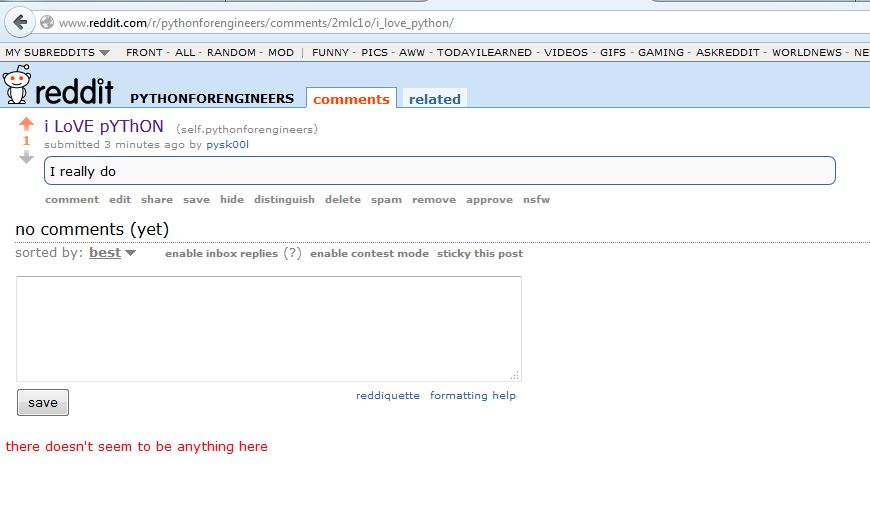 www.reddit.com/r/pythonforengineers/comments/2mlc1o/i_love_python/
MY SUBREDDITS FRONT - ALL - RANDOM - MOD | FUNNY - PICS - AWW - TODAYILEARNED - VIDEOS - GIFS - GAMING - ASKREDDIT - WORLDNEWS - NE
reddit PYTHONFORENGINEERS comments related
i LoVE pYThON (self.pythonforengineers)
1
submitted 3 minutes ago by pysk00l
I really do
comment edit share save hide distinguish delete spam remove approve nsfw
no comments (yet)
sorted by: best enable inbox replies (?) enable contest mode sticky this post
save reddiquette formatting help
there doesn't seem to be anything here